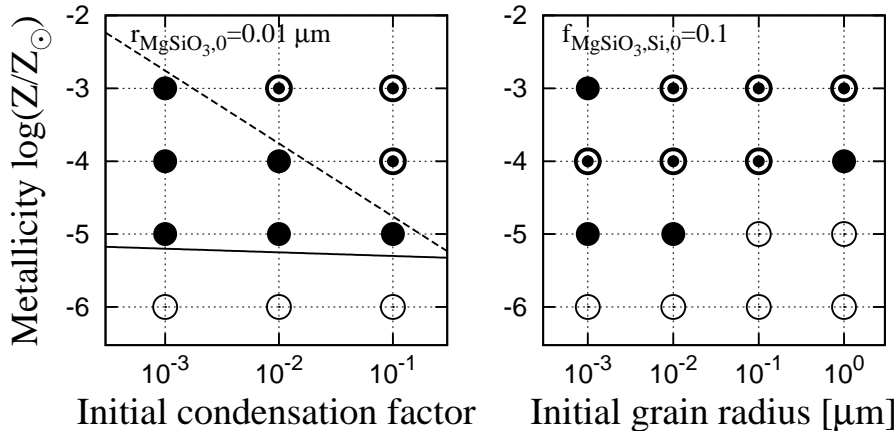 Metallicity log(Z/Z☉)
-2
-3
-4
-5
-6
r_MgSiO₃,0=0.01 μm
10⁻³ 10⁻² 10⁻¹
Initial condensation factor
-2
-3
-4
-5
-6
f_MgSiO₃,Si,0=0.1
10⁻³ 10⁻² 10⁻¹ 10⁰
Initial grain radius [μm]